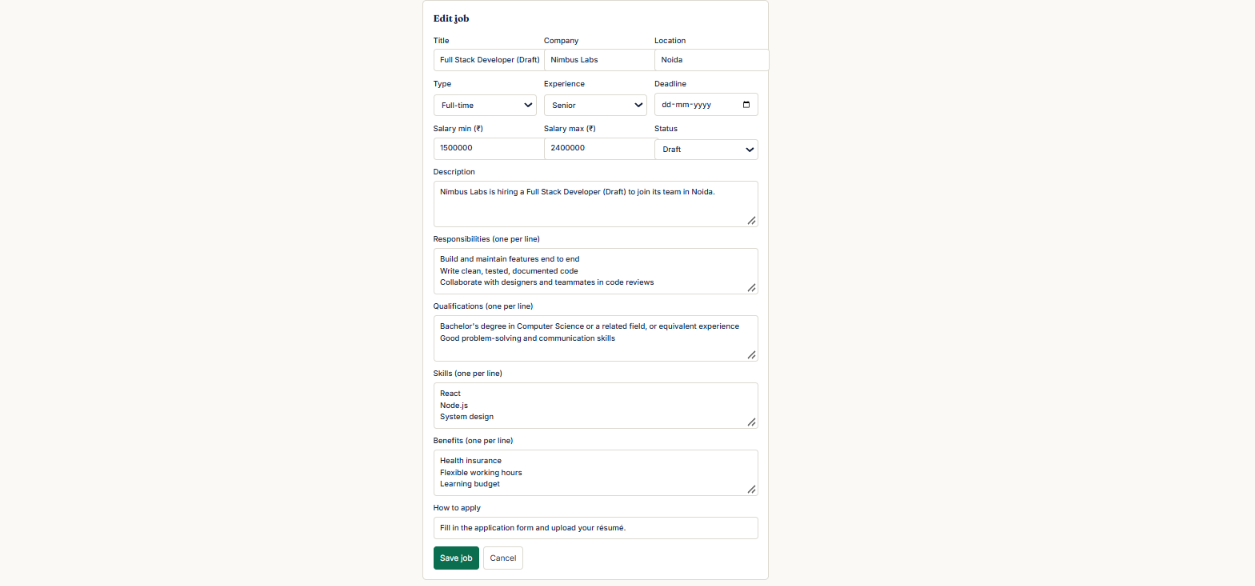 Edit job
Title Company Location
Full Stack Developer (Draft) Nimbus Labs Noida
Type Experience Deadline
Full-time Senior dd-mm-yyyy
Salary min (₹) Salary max (₹) Status
1500000 2400000 Draft
Description
Nimbus Labs is hiring a Full Stack Developer (Draft) to join its team in Noida.
Responsibilities (one per line)
Build and maintain features end to end
Write clean, tested, documented code
Collaborate with designers and teammates in code reviews
Qualifications (one per line)
Bachelor's degree in Computer Science or a related field, or equivalent experience
Good problem-solving and communication skills
Skills (one per line)
React
Node.js
System design
Benefits (one per line)
Health insurance
Flexible working hours
Learning budget
How to apply
Fill in the application form and upload your résumé.
Save job Cancel